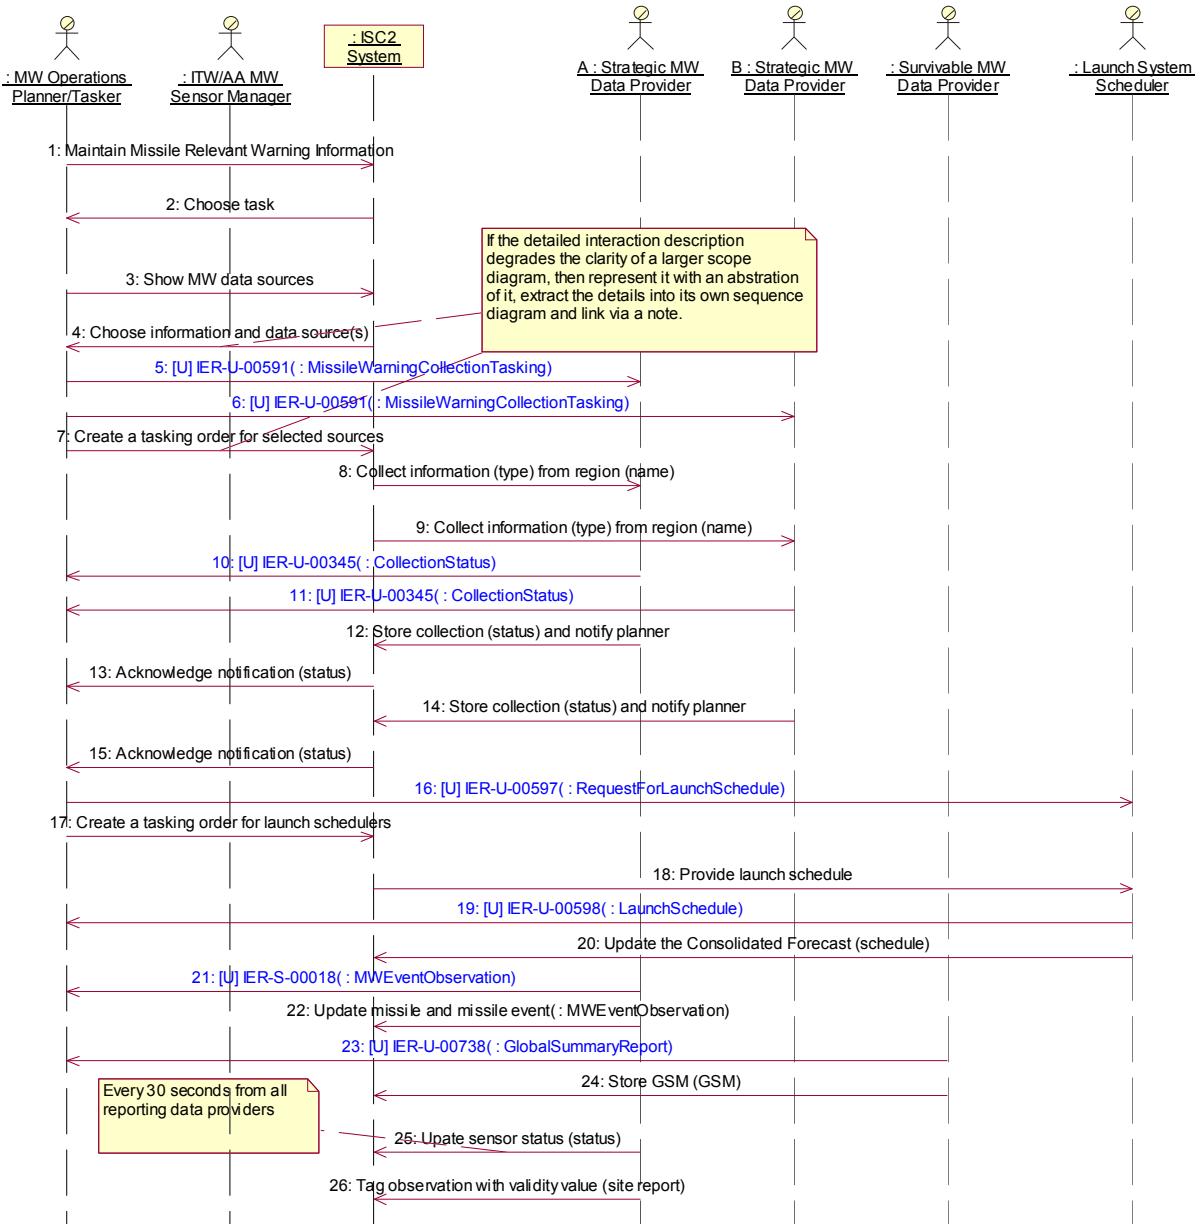 : MW Operations
Planner/Tasker
: ITW/AA MW
Sensor Manager
: ISC2
System
A : Strategic MW
Data Provider
B : Strategic MW
Data Provider
: Survivable MW
Data Provider
: Launch System
Scheduler
1: Maintain Missile Relevant Warning Information
2: Choose task
If the detailed interaction description
degrades the clarity of a larger scope
diagram, then represent it with an abstration
of it, extract the details into its own sequence
diagram and link via a note.
3: Show MW data sources
4: Choose information and data source(s)
5: [U] IER-U-00591( : MissileWarningCollectionTasking)
6: [U] IER-U-00591( : MissileWarningCollectionTasking)
7: Create a tasking order for selected sources
8: Collect information (type) from region (name)
9: Collect information (type) from region (name)
10: [U] IER-U-00345( : CollectionStatus)
11: [U] IER-U-00345( : CollectionStatus)
12: Store collection (status) and notify planner
13: Acknowledge notification (status)
14: Store collection (status) and notify planner
15: Acknowledge notification (status)
16: [U] IER-U-00597( : RequestForLaunchSchedule)
17: Create a tasking order for launch schedulers
18: Provide launch schedule
19: [U] IER-U-00598( : LaunchSchedule)
20: Update the Consolidated Forecast (schedule)
21: [U] IER-S-00018( : MWEventObservation)
22: Update missile and missile event( : MWEventObservation)
23: [U] IER-U-00738( : GlobalSummaryReport)
24: Store GSM (GSM)
Every 30 seconds from all
reporting data providers
25: Upate sensor status (status)
26: Tag observation with validity value (site report)